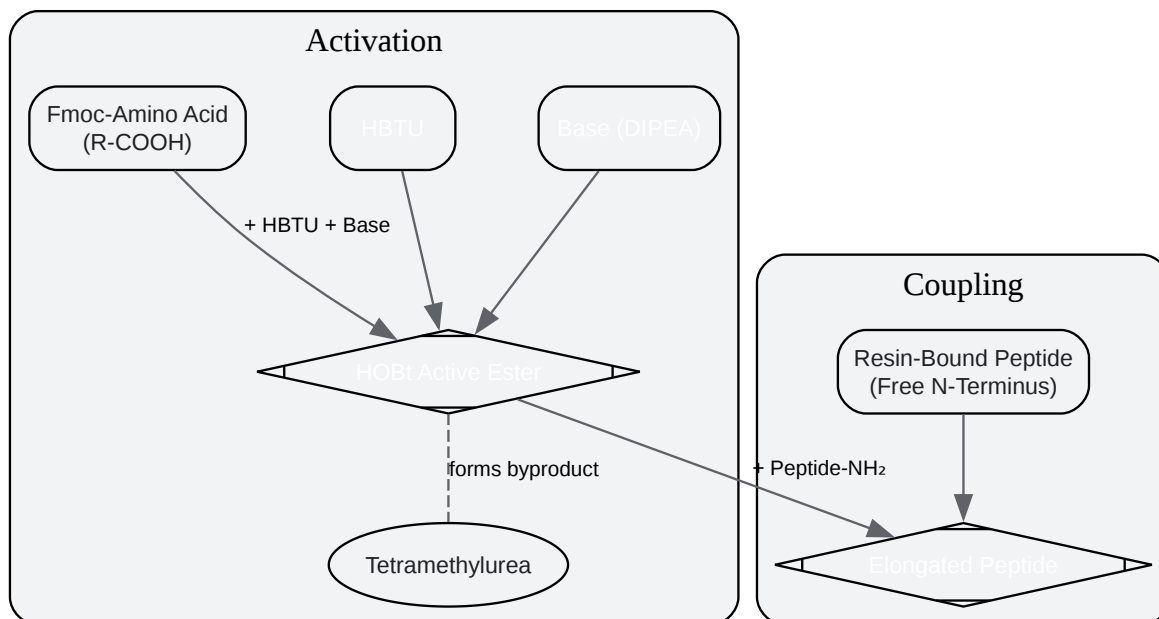 Activation
Fmoc-Amino Acid
(R-COOH)
HBTU
Base (DIPEA)
+ HBTU + Base
Coupling
HOBt Active Ester
Resin-Bound Peptide
(Free N-Terminus)
forms byproduct
+ Peptide-NH₂
Tetramethylurea
Elongated Peptide